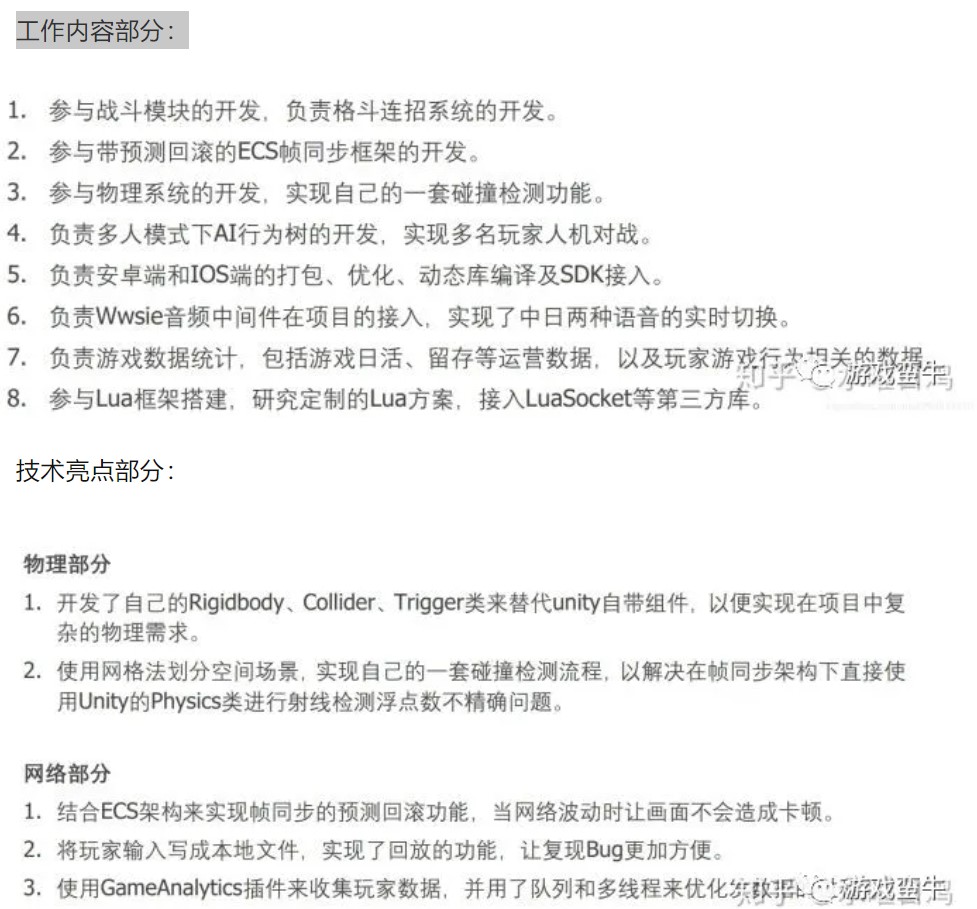 工作内容部分：
1. 参与战斗模块的开发，负责格斗连招系统的开发。
2. 参与带预测回滚的ECS帧同步框架的开发。
3. 参与物理系统的开发，实现自己的一套碰撞检测功能。
4. 负责多人模式下AI行为树的开发，实现多名玩家人机对战。
5. 负责安卓端和IOS端的打包、优化、动态库编译及SDK接入。
6. 负责Wwsie音频中间件在项目的接入，实现了中日两种语音的实时切换。
7. 负责游戏数据统计，包括游戏日活、留存等运营数据，以及玩家游戏行为相关的数据
知乎 游戏蛮牛
8. 参与Lua框架搭建，研究定制的Lua方案，接入LuaSocket等第三方库。
技术亮点部分：
物理部分
1. 开发了自己的Rigidbody、Collider、Trigger类来替代unity自带组件，以便实现在项目中复
杂的物理需求。
2. 使用网格法划分空间场景，实现自己的一套碰撞检测流程，以解决在帧同步架构下直接使
用Unity的Physics类进行射线检测浮点数不精确问题。
网络部分
1. 结合ECS架构来实现帧同步的预测回滚功能，当网络波动时让画面不会造成卡顿。
2. 将玩家输入写成本地文件，实现了回放的功能，让复现Bug更加方便。
3. 使用GameAnalytics插件来收集玩家数据，并用了队列和多线程来优化
知乎 游戏蛮牛